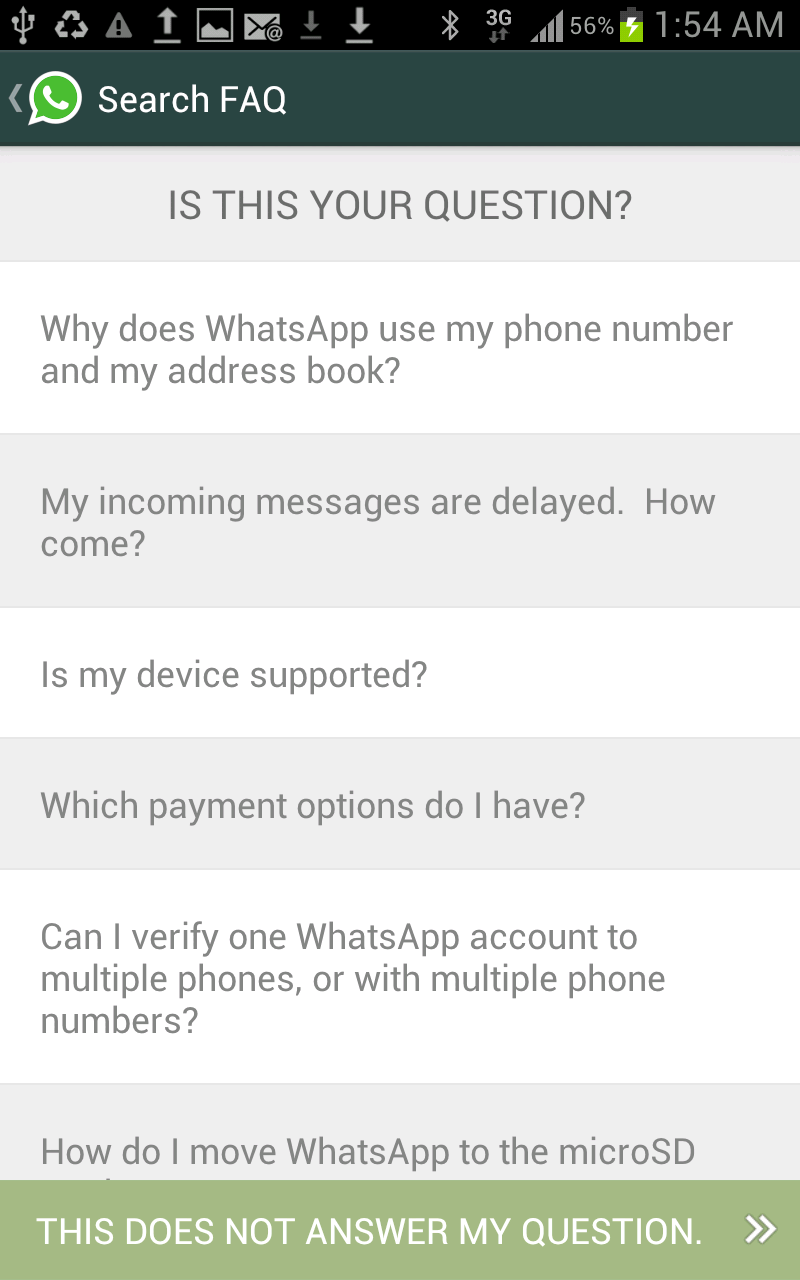 3G 56% 1:54 AM
Search FAQ
IS THIS YOUR QUESTION?
Why does WhatsApp use my phone number
and my address book?
My incoming messages are delayed.  How
come?
Is my device supported?
Which payment options do I have?
Can I verify one WhatsApp account to
multiple phones, or with multiple phone
numbers?
How do I move WhatsApp to the microSD
THIS DOES NOT ANSWER MY QUESTION.